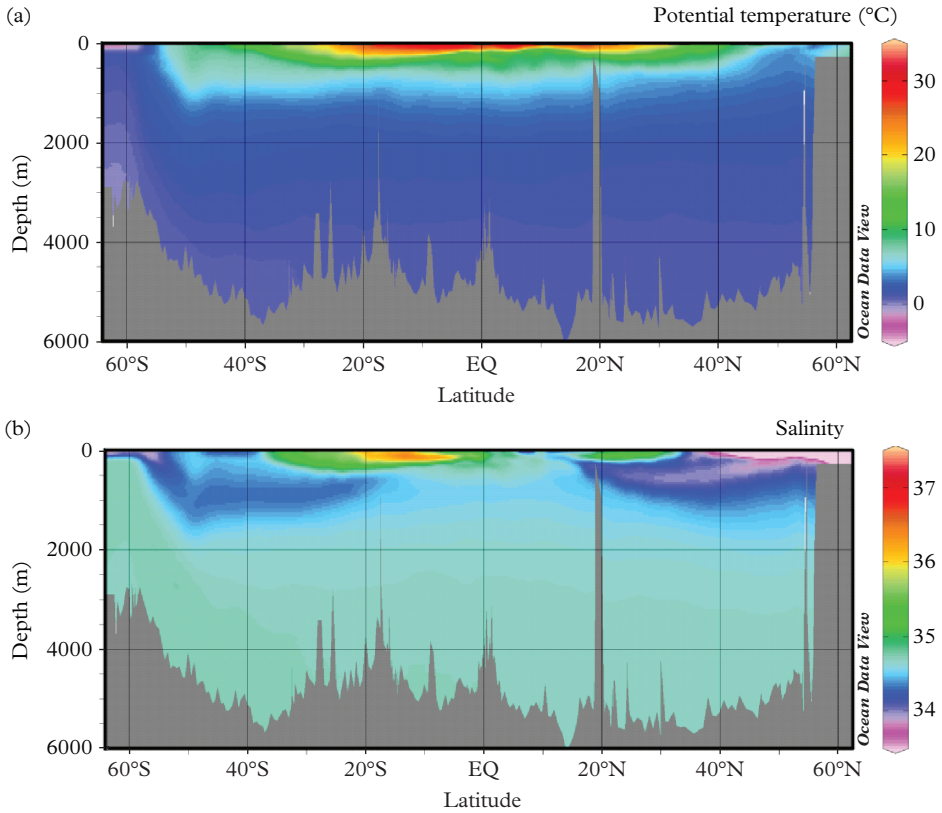 (a)
Potential temperature (°C)
0
2000
4000
6000
Depth (m)
60°S
40°S
20°S
EQ
20°N
40°N
60°N
Latitude
Ocean Data View
30
20
10
0
(b)
Salinity
0
2000
4000
6000
Depth (m)
60°S
40°S
20°S
EQ
20°N
40°N
60°N
Latitude
Ocean Data View
37
36
35
34